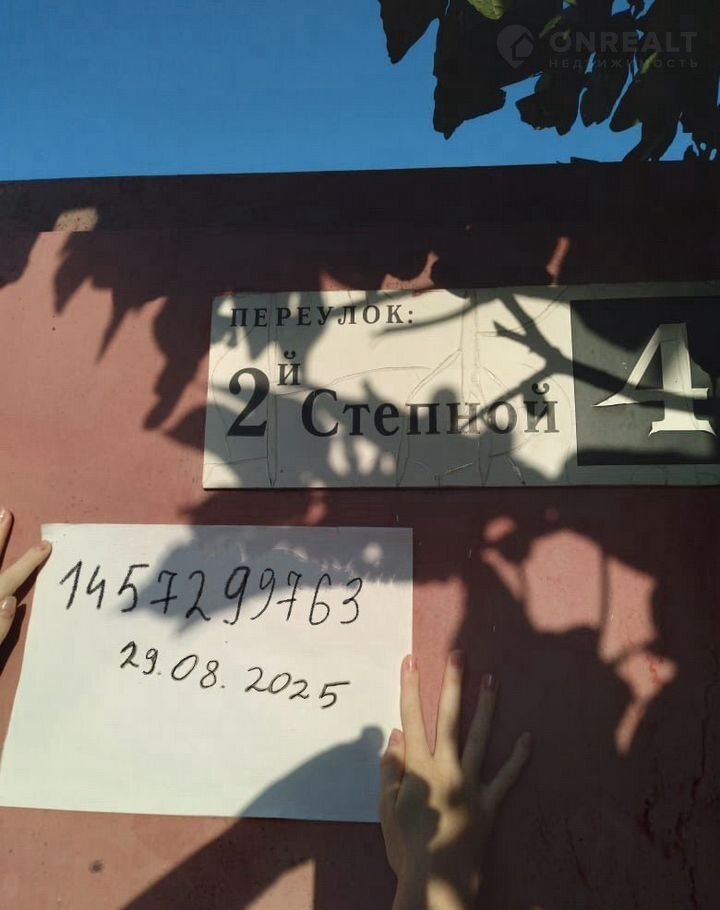 ONREALT
НЕДВИЖИМОСТЬ
ПЕРЕУЛОК:
2й Степной 4
1457299763
29.08.2025